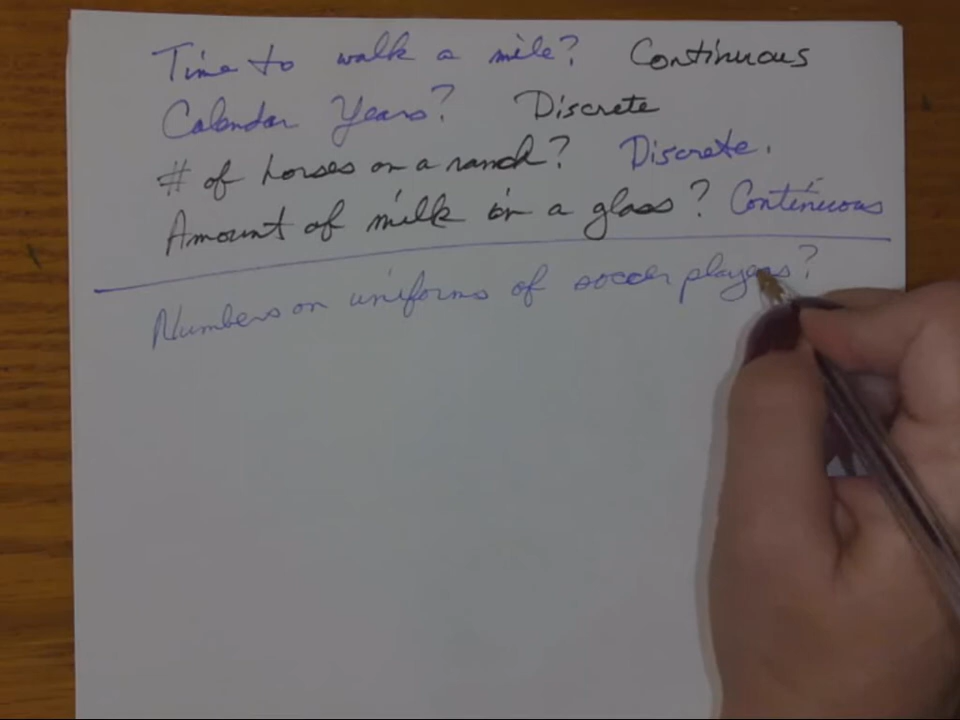 Time to walk a mile? Continuous
Calendar Years? Discrete
# of horses on a ranch? Discrete.
Amount of milk in a glass? Continuous
Numbers on uniforms of soccer players?